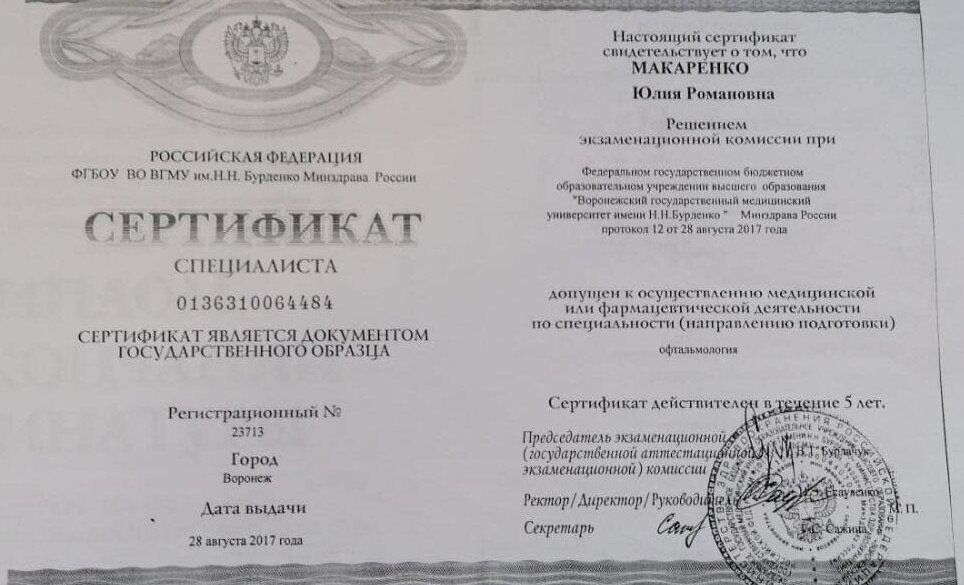 РОССИЙСКАЯ ФЕДЕРАЦИЯ
ФГБОУ ВО ВГМУ им.Н.Н. Бурденко Минздрава России
СЕРТИФИКАТ
СПЕЦИАЛИСТА
0136310064484
СЕРТИФИКАТ ЯВЛЯЕТСЯ ДОКУМЕНТОМ
ГОСУДАРСТВЕННОГО ОБРАЗЦА
Регистрационный №
23713
Город
Воронеж
Дата выдачи
28 августа 2017 года
Настоящий сертификат
свидетельствует о том, что
МАКАРЕНКО
Юлия Романовна
Решением
экзаменационной комиссии при
Федеральном государственном бюджетном
образовательном учреждении высшего образования
"Воронежский государственный медицинский
университет имени Н.Н.Бурленко " Минздрава России
протокол 12 от 28 августа 2017 года
допущен к осуществлению медицинской
или фармацевтической деятельности
по специальности (направлению подготовки)
офтальмология
Сертификат действителен в течение 5 лет.
Председатель экзаменационной
(государственной аттестационной
экзаменационной) комиссии
Ректор/Директор/Руководитель
Есауленко
М. П.
Секретарь
Сажина